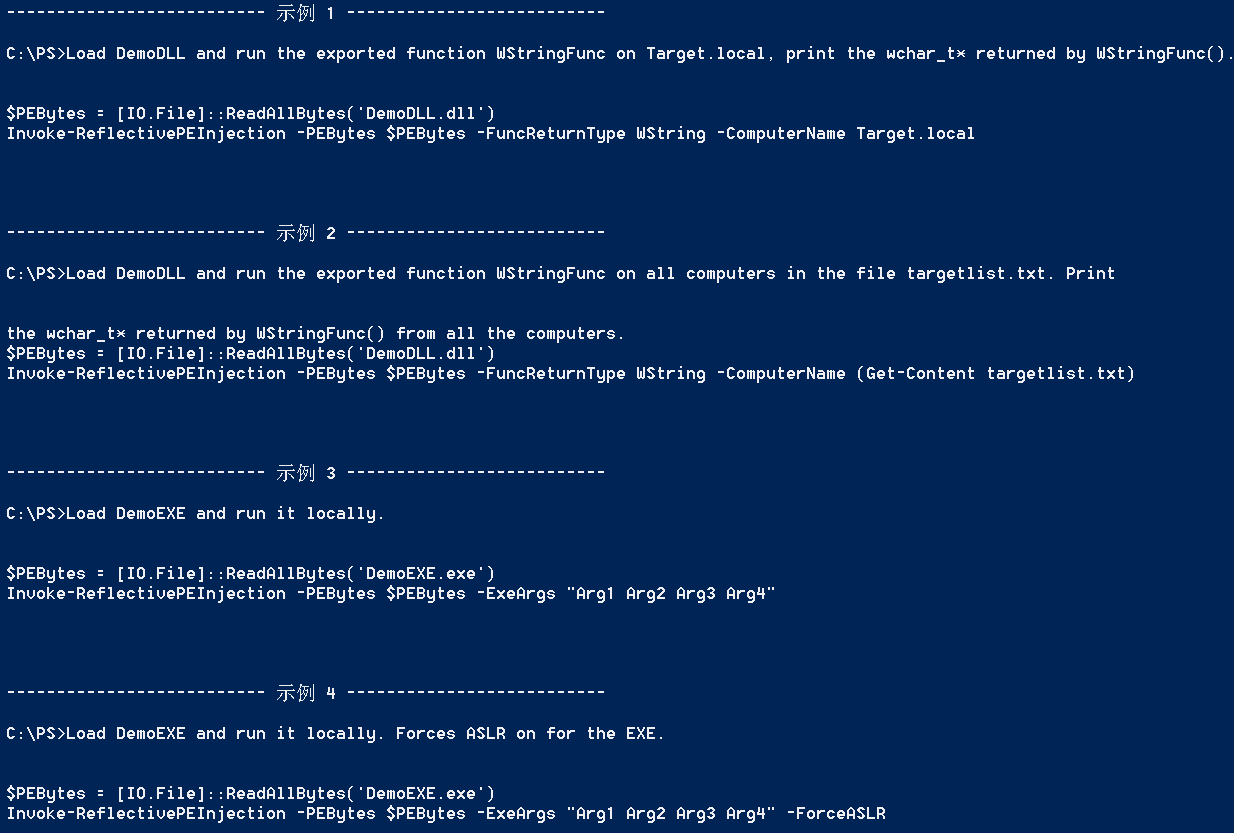 -------------------------- 示例 1 --------------------------
C:\PS>Load DemoDLL and run the exported function WStringFunc on Target.local, print the wchar_t* returned by WStringFunc().
$PEBytes = [IO.File]::ReadAllBytes('DemoDLL.dll')
Invoke-ReflectivePEInjection -PEBytes $PEBytes -FuncReturnType WString -ComputerName Target.local
-------------------------- 示例 2 --------------------------
C:\PS>Load DemoDLL and run the exported function WStringFunc on all computers in the file targetlist.txt. Print
the wchar_t* returned by WStringFunc() from all the computers.
$PEBytes = [IO.File]::ReadAllBytes('DemoDLL.dll')
Invoke-ReflectivePEInjection -PEBytes $PEBytes -FuncReturnType WString -ComputerName (Get-Content targetlist.txt)
-------------------------- 示例 3 --------------------------
C:\PS>Load DemoEXE and run it locally.
$PEBytes = [IO.File]::ReadAllBytes('DemoEXE.exe')
Invoke-ReflectivePEInjection -PEBytes $PEBytes -ExeArgs "Arg1 Arg2 Arg3 Arg4"
-------------------------- 示例 4 --------------------------
C:\PS>Load DemoEXE and run it locally. Forces ASLR on for the EXE.
$PEBytes = [IO.File]::ReadAllBytes('DemoEXE.exe')
Invoke-ReflectivePEInjection -PEBytes $PEBytes -ExeArgs "Arg1 Arg2 Arg3 Arg4" -ForceASLR